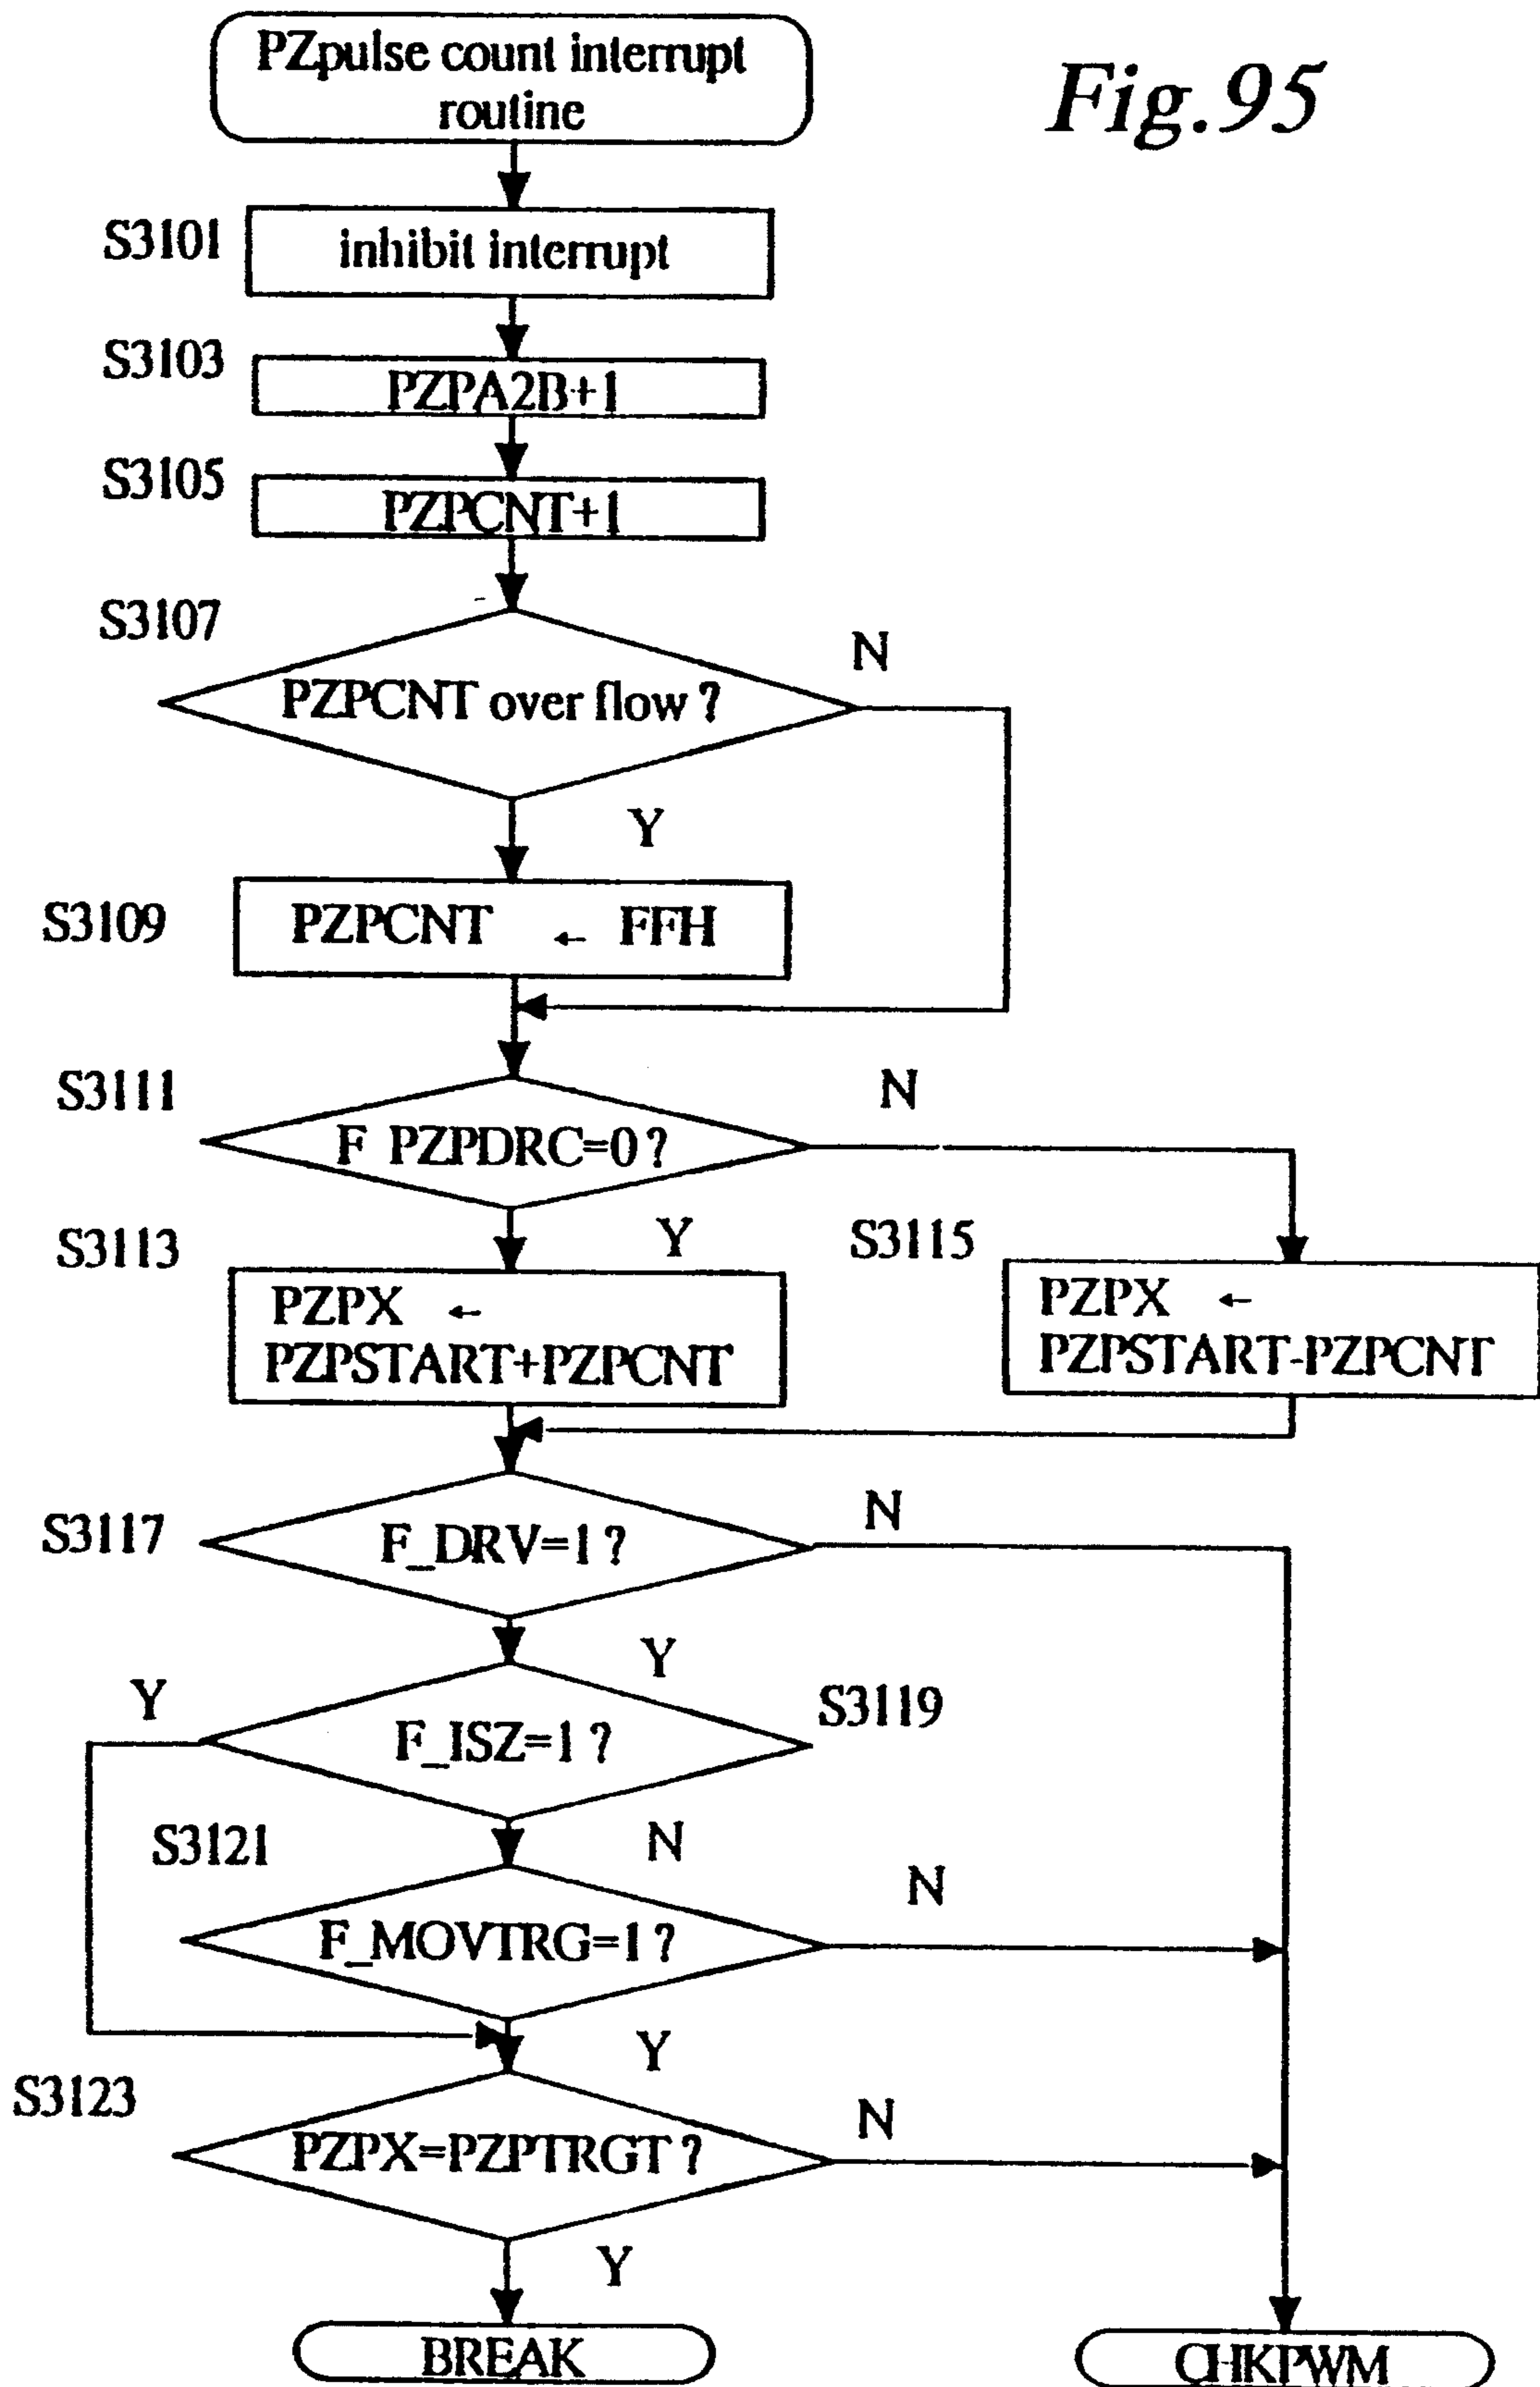 PZpulse count interrupt
routine
Fig.95
S3101
inhibit interrupt
S3103
PZPA2B+1
S3105
PZPCNT+1
S3107
PZPCNT over flow ?
N
Y
S3109
PZPCNT ← FFH
S3111
F PZPDRC=0 ?
N
Y
S3113
PZPX ←
PZPSTART+PZPCNT
S3115
PZPX ←
PZPSTART-PZPCNT
S3117
F_DRV=1 ?
N
Y
S3119
F_ISZ=1 ?
Y
N
S3121
F_MOVTRG=1 ?
N
Y
S3123
PZPX=PZPTRGT ?
N
Y
BREAK
CHKPWM